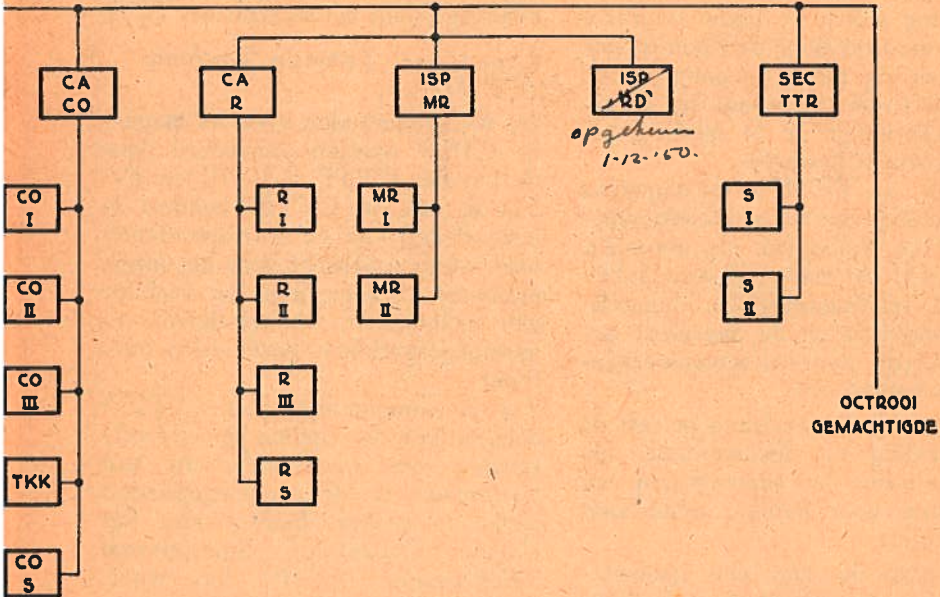 CA
CO
CA
R
ISP
MR
ISP
'RD'
SEC
TTR
opgeheven
1-12-'50.
CO
I
R
I
MR
I
S
I
CO
II
R
II
MR
II
S
II
CO
III
R
III
OCTROOI
GEMACHTIGDE
TKK
R
S
CO
S